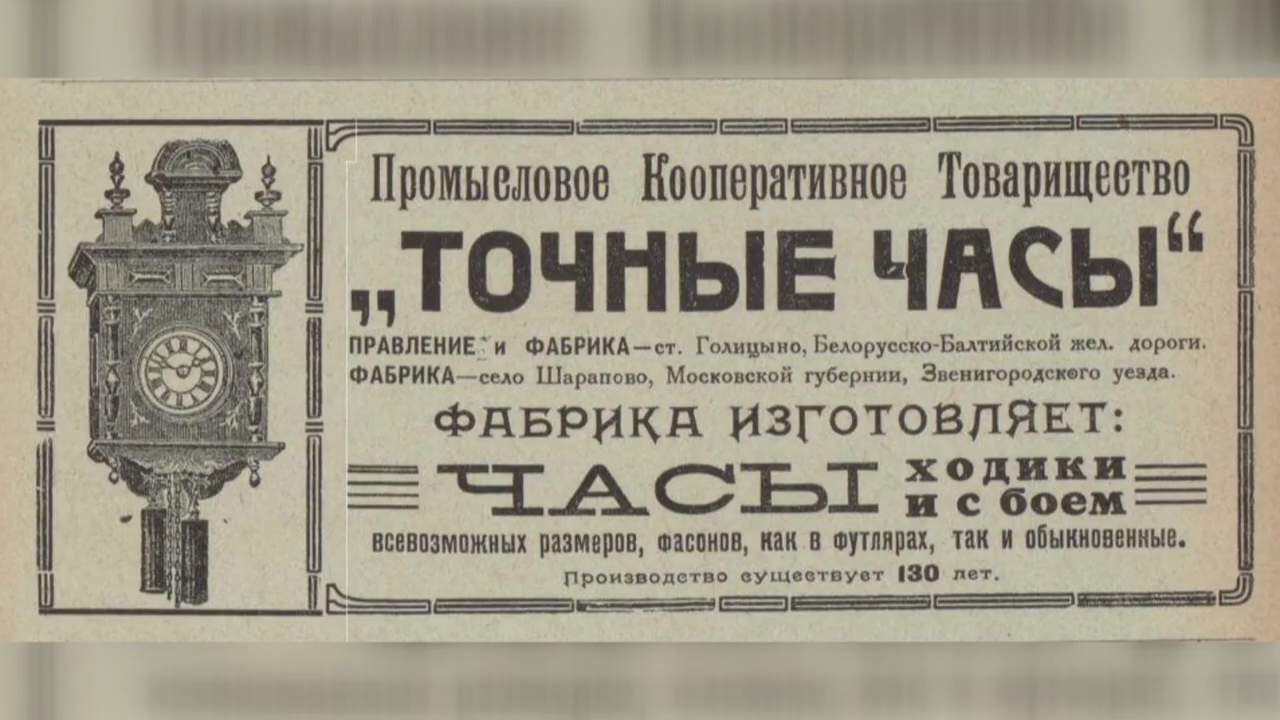 Промысловое Кооперативное Товарищество
„ТОЧНЫЕ ЧАСЫ“
ПРАВЛЕНИЕ и ФАБРИКА—ст. Голицыно, Белорусско-Балтийской жел. дороги.
ФАБРИКА—село Шарапово, Московской губернии, Звенигородского уезда.
ФАБРИКА ИЗГОТОВЛЯЕТ:
ЧАСЫ ходики
и с боем
всевозможных размеров, фасонов, как в футлярах, так и обыкновенные.
Производство существует 130 лет.